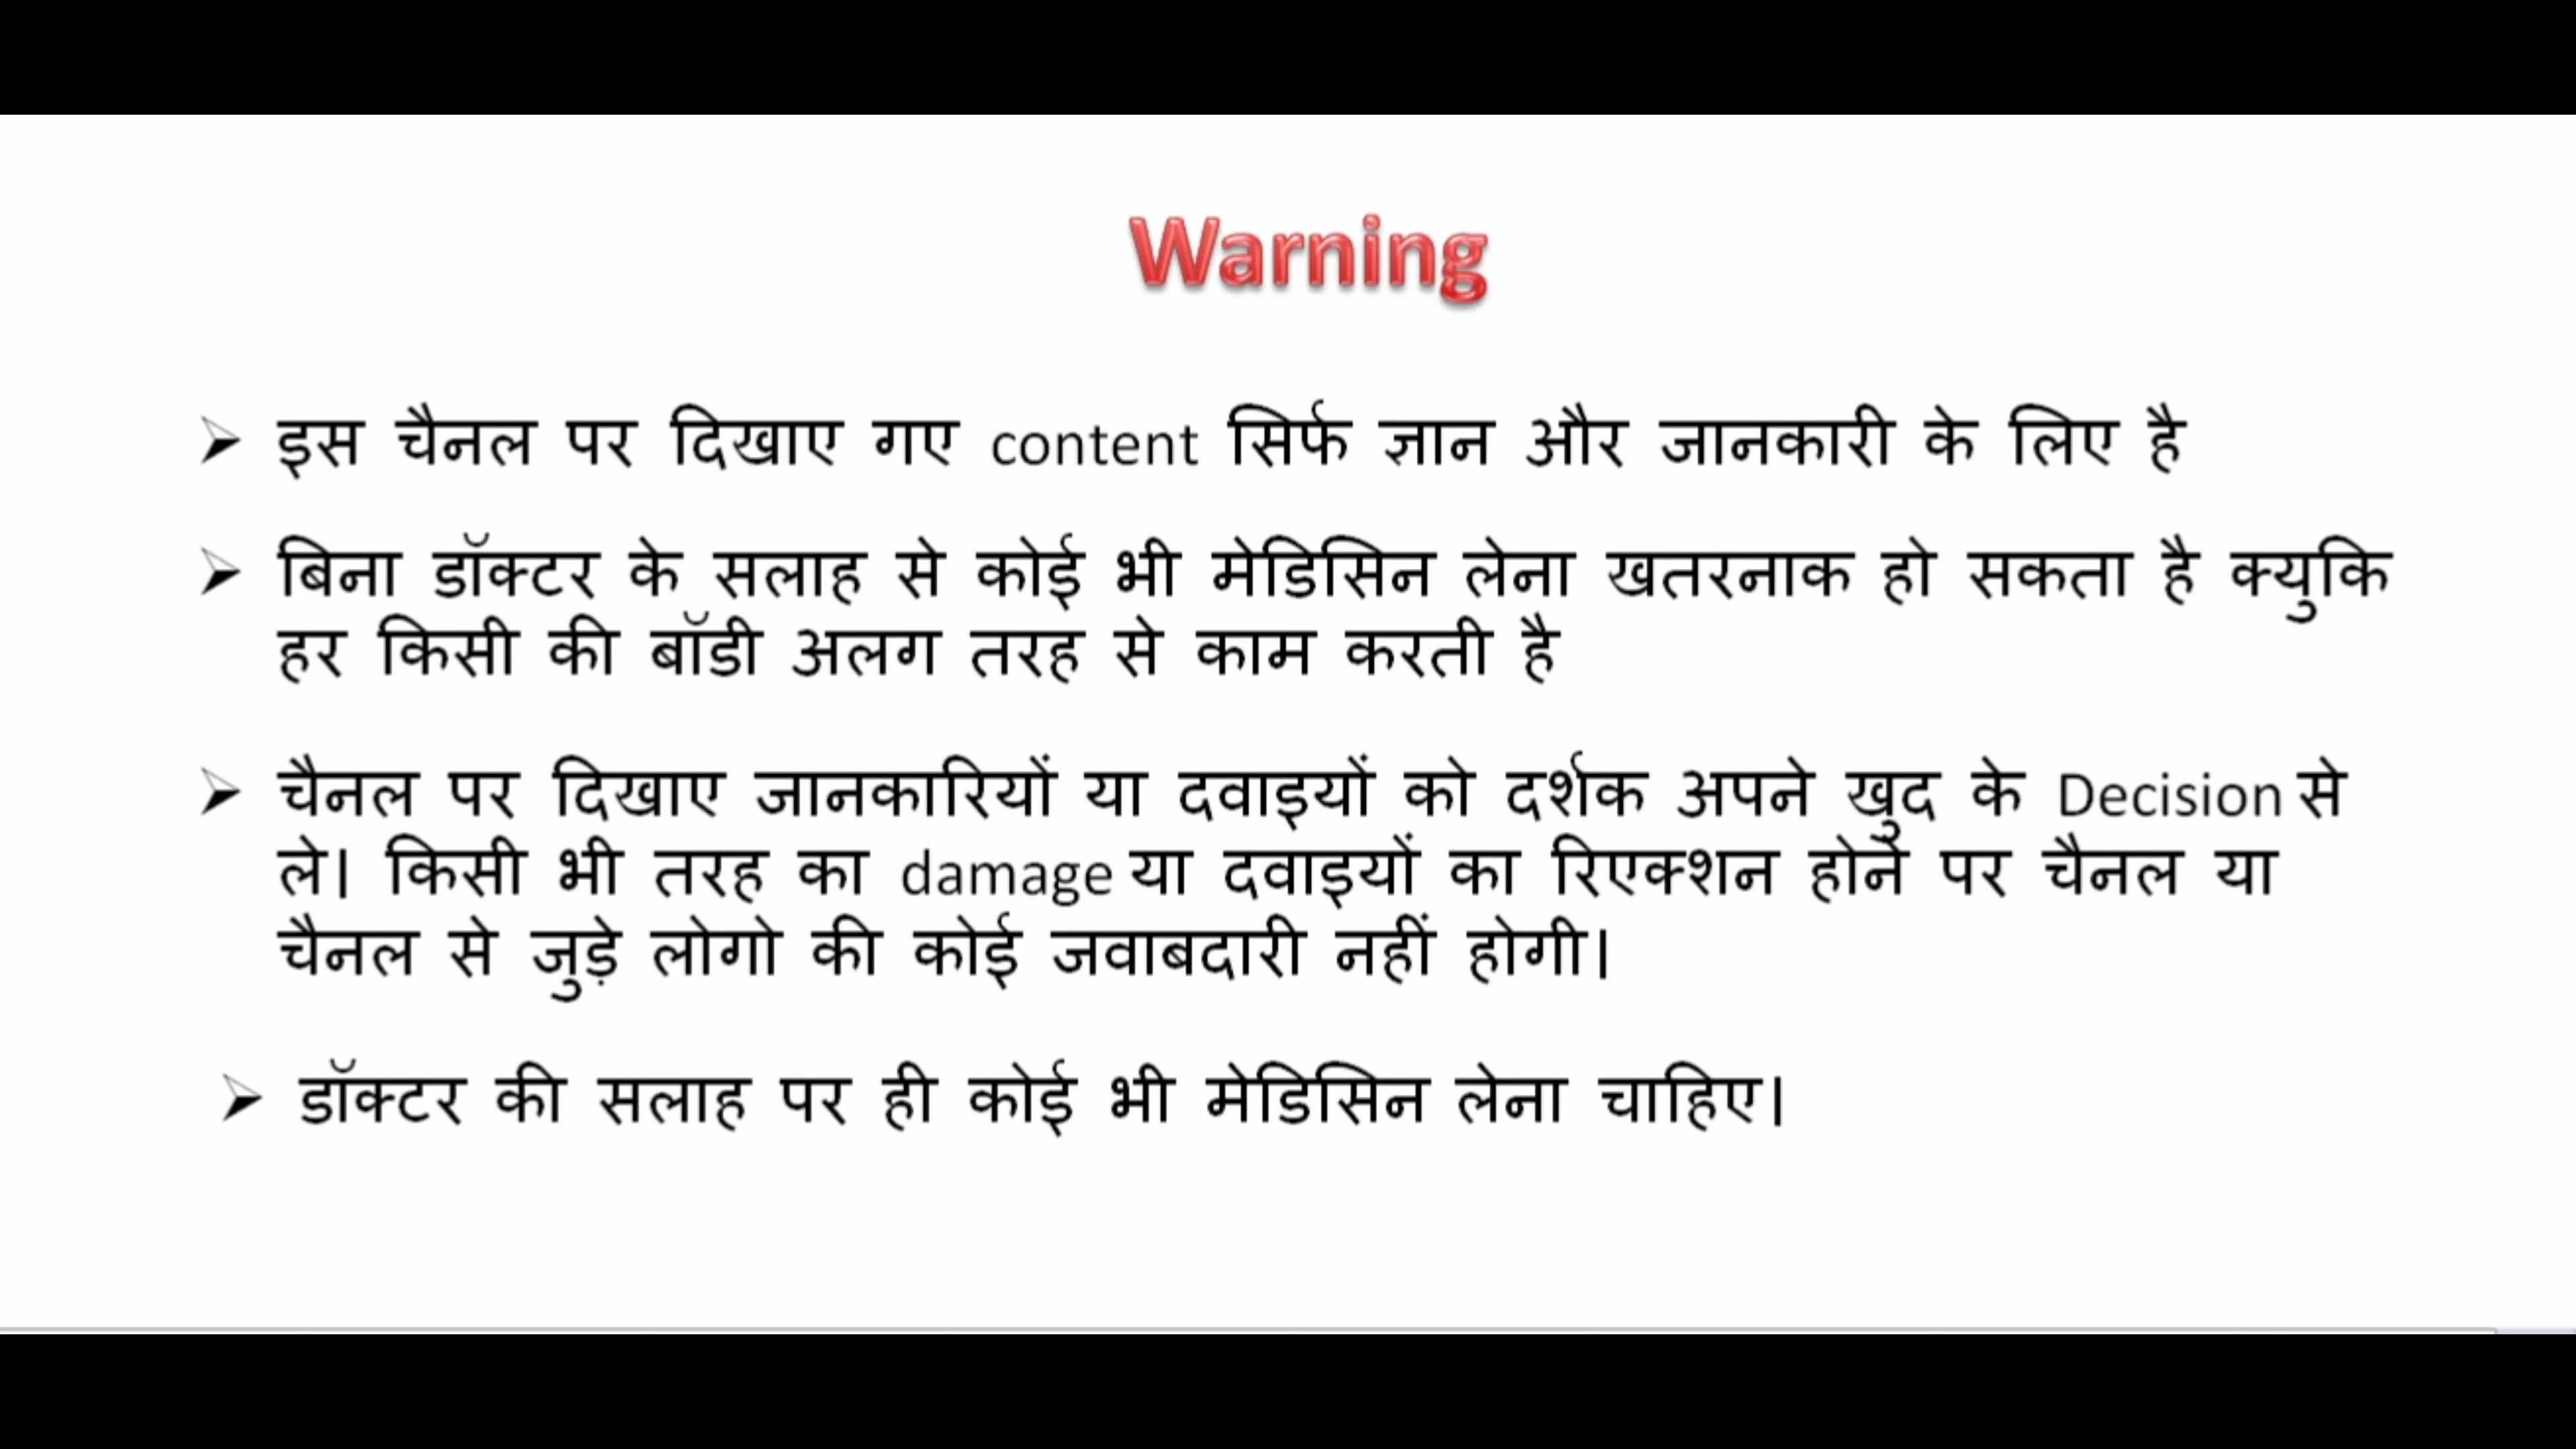 Warning
➢ इस चैनल पर दिखाए गए content सिर्फ ज्ञान और जानकारी के लिए है
➢ बिना डॉक्टर के सलाह से कोई भी मेडिसिन लेना खतरनाक हो सकता है क्युकि
हर किसी की बॉडी अलग तरह से काम करती है
➢ चैनल पर दिखाए जानकारियों या दवाइयों को दर्शक अपने खुद के Decision से
ले। किसी भी तरह का damage या दवाइयों का रिएक्शन होने पर चैनल या
चैनल से जुड़े लोगो की कोई जवाबदारी नहीं होगी।
➢ डॉक्टर की सलाह पर ही कोई भी मेडिसिन लेना चाहिए।